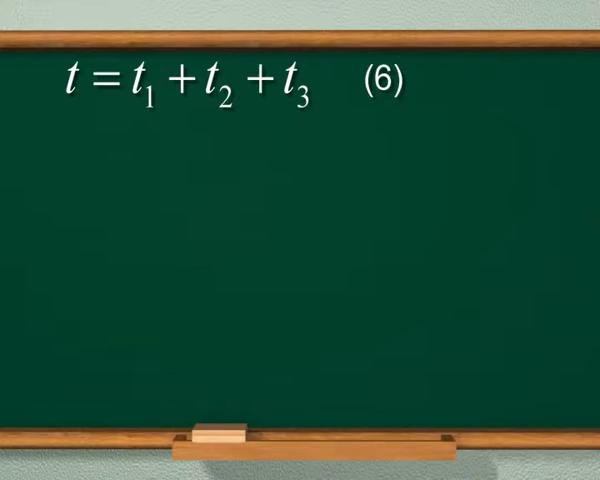 t = t₁ + t₂ + t₃ (6)